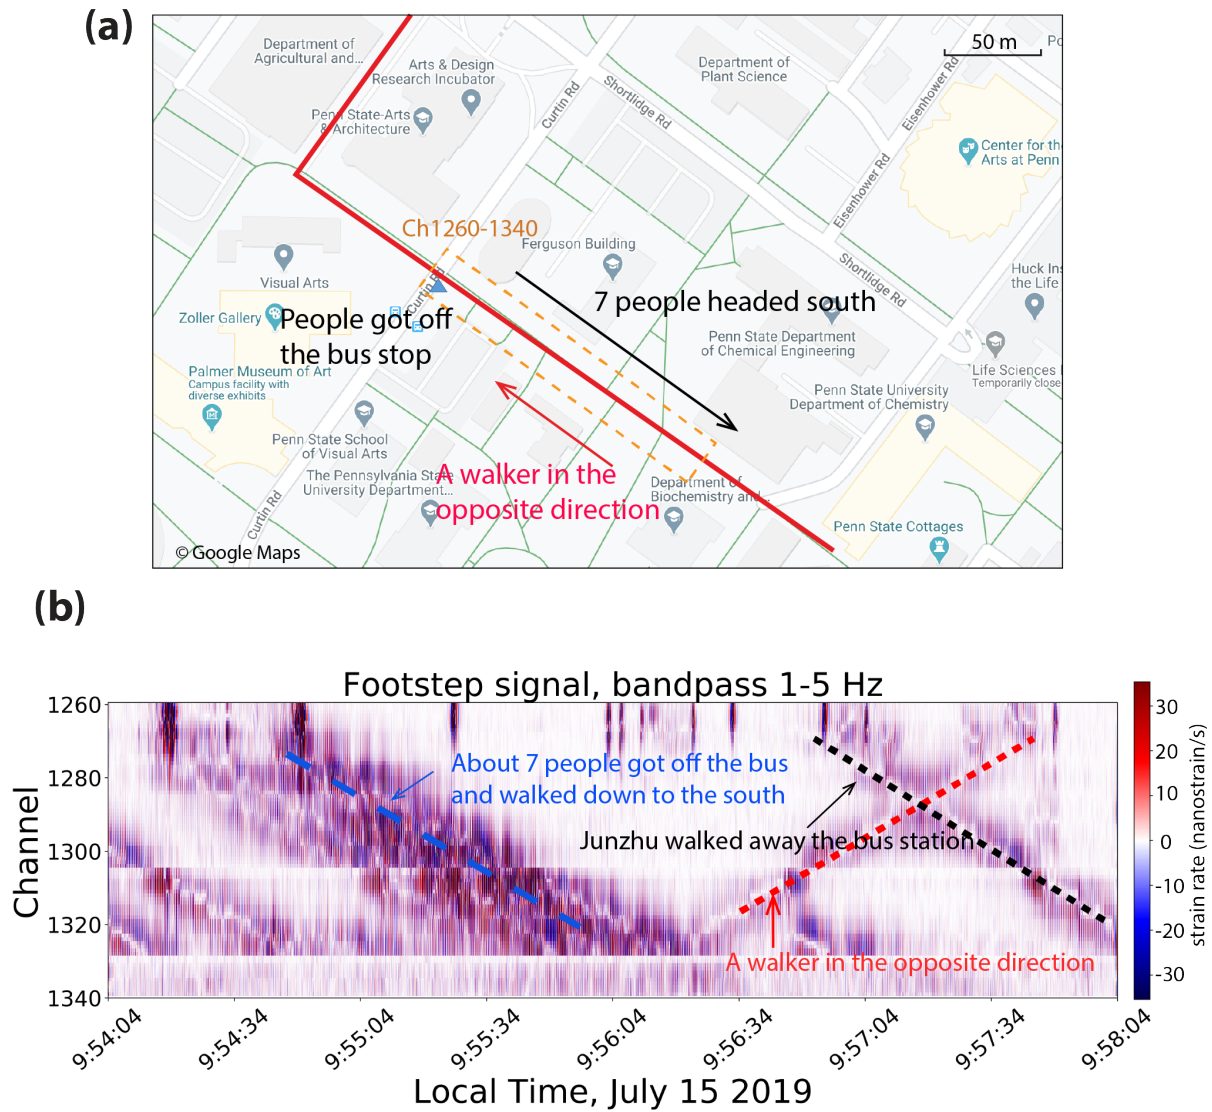 (a)
50 m
Po
Department of
Agricultural and...
Arts & Design
Research Incubator
Penn State-Arts
& Architecture
Curtin Rd
Shortlidge Rd
Department of
Plant Science
Eisenhower Rd
Center for the
Arts at Penn
Eisenhower Rd
Ch1260-1340
Ferguson Building
Visual Arts
Curtin Rd
Shortlidge Rd
Huck Ins
the Life
7 people headed south
Zoller Gallery
People got off
the bus stop
Penn State Department
of Chemical Engineering
Palmer Museum of Art
Campus facility with
diverse exhibits
Life Sciences
Temporarily close
Penn State University
Department of Chemistry
Penn State School
of Visual Arts
The Pennsylvania State
University Department...
A walker in the
opposite direction
Department of
Biochemistry and...
Curtin Rd
Penn State Cottages
© Google Maps
(b)
Footstep signal, bandpass 1-5 Hz
1260
1280
1300
1320
1340
Channel
About 7 people got off the bus
and walked down to the south
Junzhu walked away the bus station
A walker in the opposite direction
30
20
10
0
-10
-20
-30
strain rate (nanostrain/s)
9:54:04
9:54:34
9:55:04
9:55:34
9:56:04
9:56:34
9:57:04
9:57:34
9:58:04
Local Time, July 15 2019